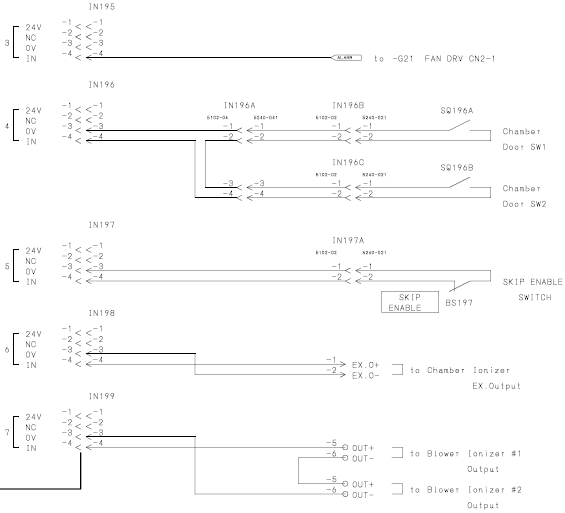 IN195
3
24V -1 -1
NC -2 -2
0V -3 -3
IN -4 -4
ALARM to -G21 FAN DRV CN2-1
IN196
4
24V -1 -1
NC -2 -2
0V -3 -3
IN -4 -4
IN196A
5102-04 5240-041
-1 -1
-2 -2
-3 -3
-4 -4
IN196B
5102-02 5240-021
-1 -1
-2 -2
SQ196A
Chamber
Door SW1
IN196C
5102-02 5240-021
-1 -1
-2 -2
SQ196B
Chamber
Door SW2
IN197
5
24V -1 -1
NC -2 -2
0V -3 -3
IN -4 -4
IN197A
5102-02 5240-021
-1 -1
-2 -2
SKIP
ENABLE
BS197
SKIP ENABLE
SWITCH
IN198
6
24V -1 -1
NC -2 -2
0V -3 -3
IN -4 -4
-1 EX.O+
-2 EX.O-
to Chamber Ionizer
EX.Output
IN199
7
24V -1 -1
NC -2 -2
0V -3 -3
IN -4 -4
-5 OUT+
-6 OUT-
to Blower Ionizer #1
Output
-5 OUT+
-6 OUT-
to Blower Ionizer #2
Output